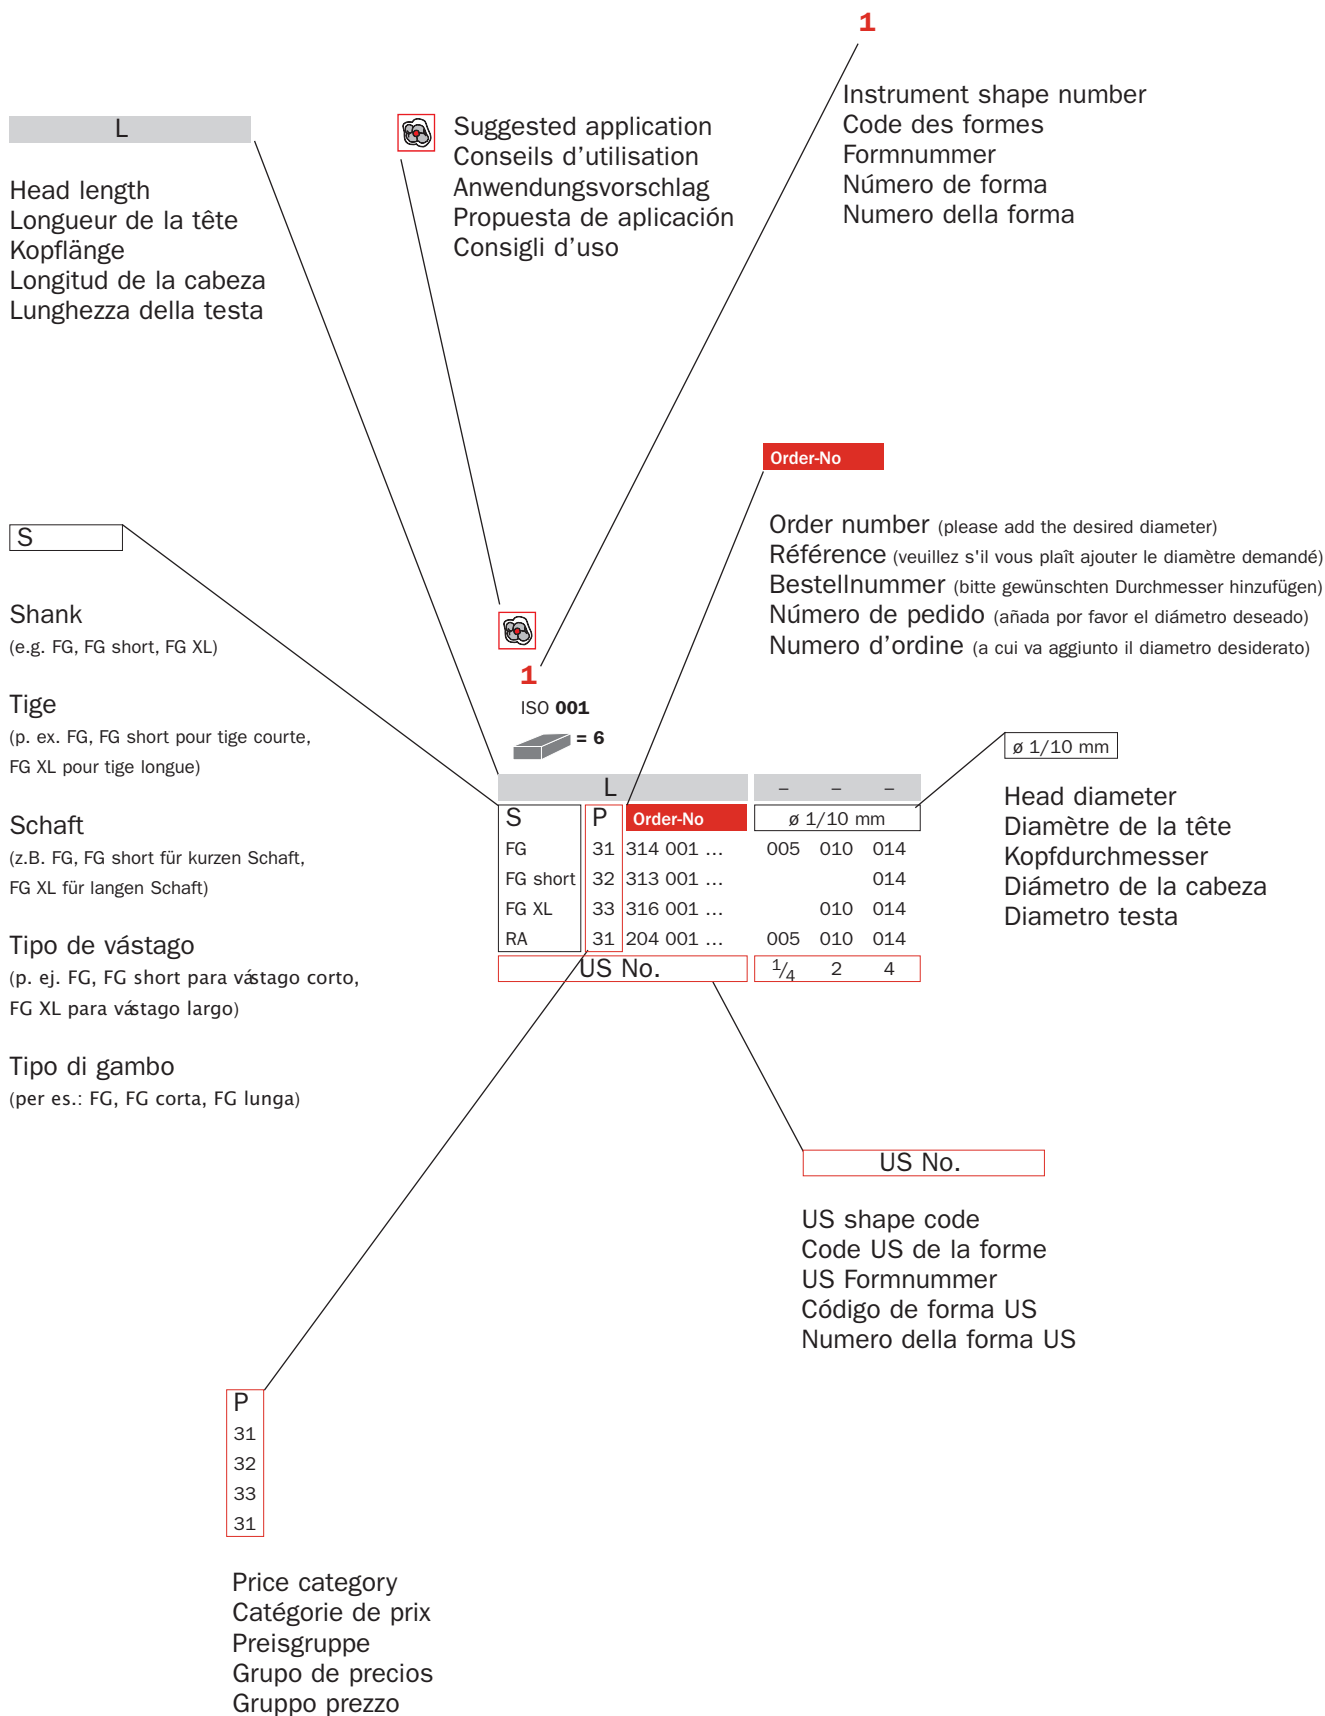 1
Instrument shape number
Code des formes
Formnummer
Número de forma
Numero della forma
L
Head length
Longueur de la tête
Kopflänge
Longitud de la cabeza
Lunghezza della testa
Suggested application
Conseils d'utilisation
Anwendungsvorschlag
Propuesta de aplicación
Consigli d'uso
Order-No
Order number (please add the desired diameter)
Référence (veuillez s'il vous plaît ajouter le diamètre demandé)
Bestellnummer (bitte gewünschten Durchmesser hinzufügen)
Número de pedido (añada por favor el diámetro deseado)
Numero d'ordine (a cui va aggiunto il diametro desiderato)
S
Shank
(e.g. FG, FG short, FG XL)
Tige
(p. ex. FG, FG short pour tige courte,
FG XL pour tige longue)
Schaft
(z.B. FG, FG short für kurzen Schaft,
FG XL für langen Schaft)
Tipo de vástago
(p. ej. FG, FG short para vástago corto,
FG XL para vástago largo)
Tipo di gambo
(per es.: FG, FG corta, FG lunga)
1
ISO 001
= 6
L – – –
S P Order-No ø 1/10 mm
FG 31 314 001 ... 005 010 014
FG short 32 313 001 ... 014
FG XL 33 316 001 ... 010 014
RA 31 204 001 ... 005 010 014
US No. 1/4 2 4
ø 1/10 mm
Head diameter
Diamètre de la tête
Kopfdurchmesser
Diámetro de la cabeza
Diametro testa
US No.
US shape code
Code US de la forme
US Formnummer
Código de forma US
Numero della forma US
P
31
32
33
31
Price category
Catégorie de prix
Preisgruppe
Grupo de precios
Gruppo prezzo